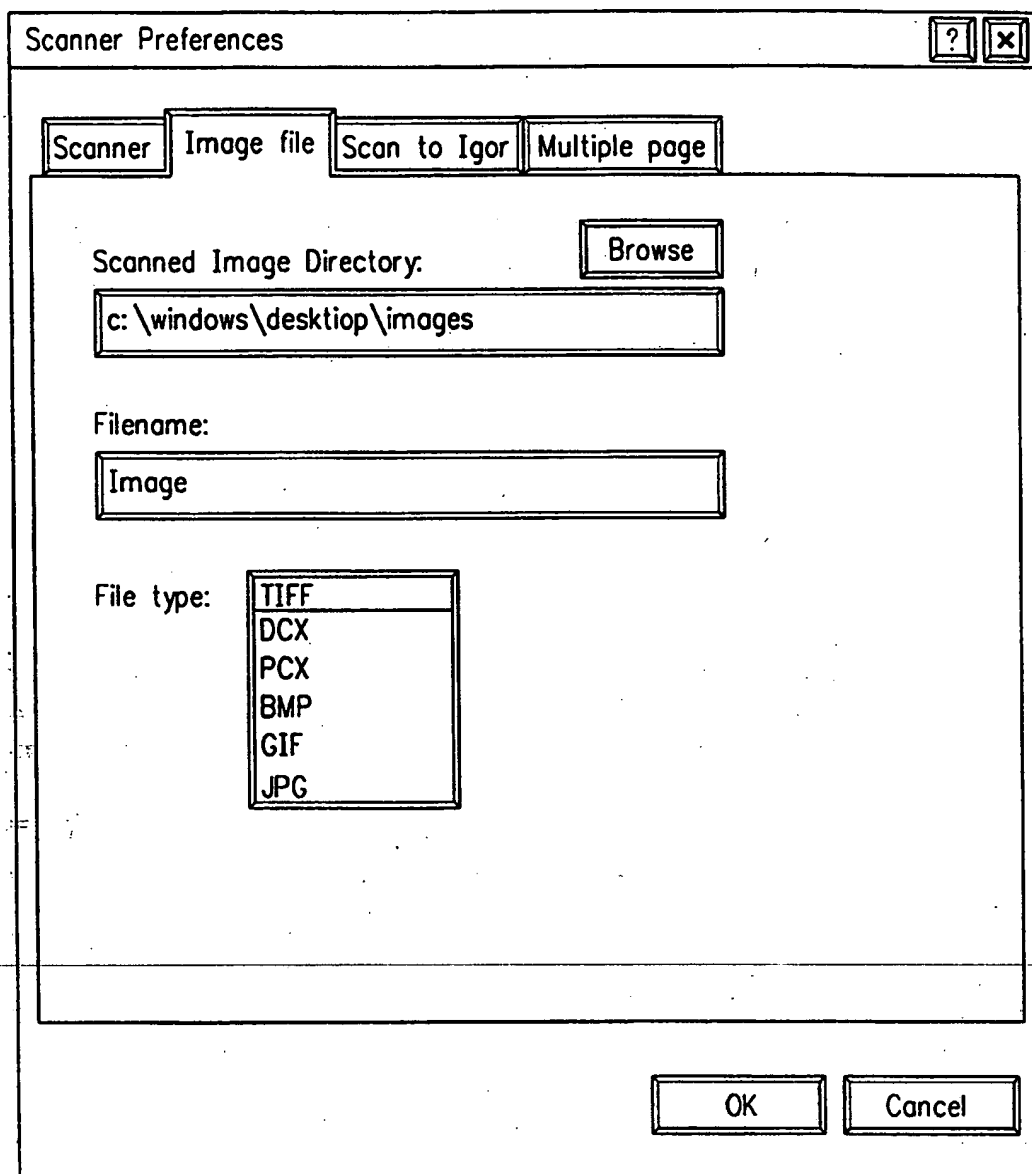 Scanner Preferences ? ×
Scanner Image file Scan to Igor Multiple page
Browse
Scanned Image Directory:
c:\windows\desktiop\images
Filename:
Image
File type: TIFF
DCX
PCX
BMP
GIF
JPG
OK Cancel